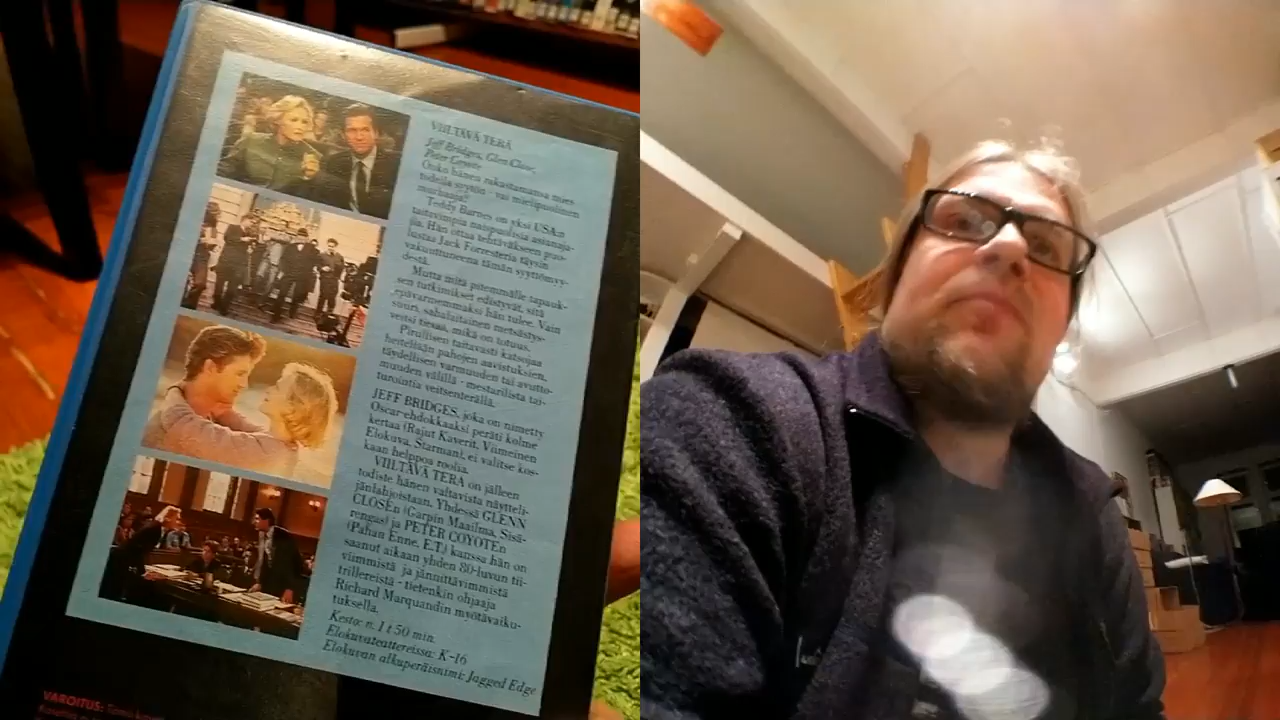 VIILTÄVÄ TERÄ
Jeff Bridges, Glen Close,
Peter Coyote
Onko hänen rakastamansa mies
todella syytön - vai mielipuolinen
murhaaja?
Teddy Barnes on yksi USA:n
taitavimpia naispuolisia asianaja-
jia. Hän ottaa tehtäväkseen puo-
lustaa Jack Forresteria täysin
vakuuttuneena tämän syyttömyy-
destä.
Mutta mitä pitemmälle tapauk-
sen tutkimukset edistyvät, sitä
epävarmemmaksi hän tulee. Vain
suuri, sahalaitainen metsästys-
veitsi tietää, mikä on totuus.
Pirullisen taitavasti katsojaa
heitellään pahojen aavistuksien,
täydellisen varmuuden tai avutto-
muuden välillä - mestarillista tai-
turointia veitsenterällä.
JEFF BRIDGES, joka on nimetty
Oscar-ehdokkaaksi peräti kolme
kertaa (Rajut Kaverit, Viimeinen
Elokuva, Starman), ei valitse kos-
kaan helppoa roolia.
VIILTÄVÄ TERÄ on jälleen
todiste hänen valtavista näytteli-
jänlahjoistaan. Yhdessä GLENN
CLOSEn (Garpin Maailma, Sisä-
rengas) ja PETER COYOTEn
(Pahan Enne, E.T.) kanssa hän on
saanut aikaan yhden 80-luvun tii-
viimmistä ja jännittävimmistä
trillereistä - tietenkin ohjaaja
Richard Marquandin myötävaiku-
tuksella.
Kesto: n. 1 t 50 min.
Elokuvateattereissa: K-16
Elokuvan alkuperäisnimi: Jagged Edge
VAROITUS: